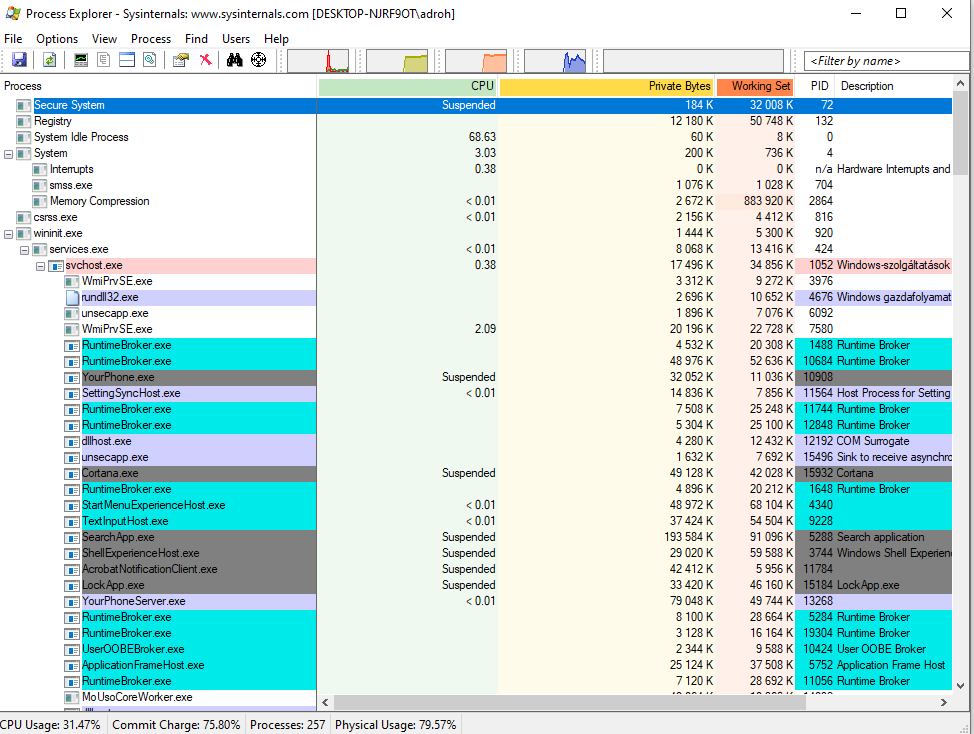 Process Explorer - Sysinternals: www.sysinternals.com [DESKTOP-NJRF9OT\adroh]
File Options View Process Find Users Help
<Filter by name>
Process CPU Private Bytes Working Set PID Description
Secure System Suspended 184 K 32 008 K 72
Registry 12 180 K 50 748 K 132
System Idle Process 68.63 60 K 8 K 0
System 3.03 200 K 736 K 4
Interrupts 0.38 0 K 0 K n/a Hardware Interrupts and
smss.exe 1 076 K 1 028 K 704
Memory Compression < 0.01 2 672 K 883 920 K 2864
csrss.exe < 0.01 2 156 K 4 412 K 816
wininit.exe 1 444 K 5 300 K 920
services.exe < 0.01 8 068 K 13 416 K 424
svchost.exe 0.38 17 496 K 34 856 K 1052 Windows-szolgáltatások
WmiPrvSE.exe 3 312 K 9 272 K 3976
rundll32.exe 2 696 K 10 652 K 4676 Windows gazdafolyamat
unsecapp.exe 1 896 K 7 076 K 6092
WmiPrvSE.exe 2.09 20 196 K 22 728 K 7580
RuntimeBroker.exe 4 532 K 20 308 K 1488 Runtime Broker
RuntimeBroker.exe 48 976 K 52 636 K 10684 Runtime Broker
YourPhone.exe Suspended 32 052 K 11 036 K 10908
SettingSyncHost.exe < 0.01 14 836 K 7 856 K 11564 Host Process for Setting
RuntimeBroker.exe 7 508 K 25 248 K 11744 Runtime Broker
RuntimeBroker.exe 5 304 K 25 100 K 12848 Runtime Broker
dllhost.exe 4 280 K 12 432 K 12192 COM Surrogate
unsecapp.exe 1 632 K 7 692 K 15496 Sink to receive asynchro
Cortana.exe Suspended 49 128 K 42 028 K 15932 Cortana
RuntimeBroker.exe 4 896 K 20 212 K 1648 Runtime Broker
StartMenuExperienceHost.exe < 0.01 48 972 K 68 104 K 4340
TextInputHost.exe < 0.01 37 424 K 54 504 K 9228
SearchApp.exe Suspended 193 584 K 91 096 K 5288 Search application
ShellExperienceHost.exe Suspended 29 020 K 59 588 K 3744 Windows Shell Experien
AcrobatNotificationClient.exe Suspended 42 412 K 5 956 K 11784
LockApp.exe Suspended 33 420 K 46 160 K 15184 LockApp.exe
YourPhoneServer.exe < 0.01 79 048 K 49 744 K 13268
RuntimeBroker.exe 8 100 K 28 664 K 5284 Runtime Broker
RuntimeBroker.exe 3 128 K 16 164 K 19304 Runtime Broker
UserOOBEBroker.exe 2 344 K 9 588 K 10424 User OOBE Broker
ApplicationFrameHost.exe 25 124 K 37 508 K 5752 Application Frame Host
RuntimeBroker.exe 7 120 K 28 692 K 11056 Runtime Broker
MoUsoCoreWorker.exe
CPU Usage: 31.47% Commit Charge: 75.80% Processes: 257 Physical Usage: 79.57%